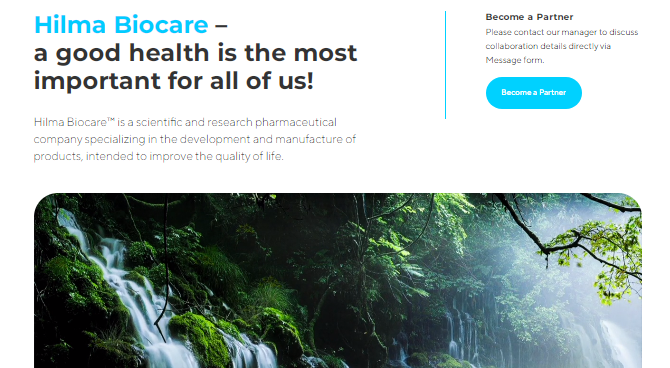 Hilma Biocare –
a good health is the most
important for all of us!
Hilma Biocare™ is a scientific and research pharmaceutical
company specializing in the development and manufacture of
products, intended to improve the quality of life.
Become a Partner
Please contact our manager to discuss
collaboration details directly via
Message form.
Become a Partner